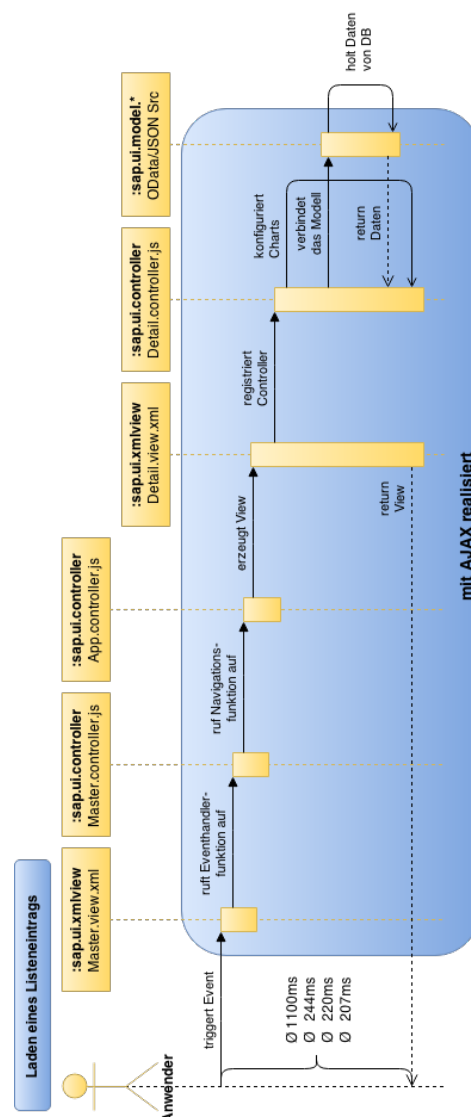 Laden eines Listeneintrags
:sap.ui.xmlview
Master.view.xml
:sap.ui.controller
Master.controller.js
:sap.ui.controller
App.controller.js
:sap.ui.xmlview
Detail.view.xml
:sap.ui.controller
Detail.controller.js
:sap.ui.model.*
OData/JSON Src
Anwender
triggert Event
ruft Eventhandler-
funktion auf
ruf Navigations-
funktion auf
erzeugt View
registriert
Controller
konfiguriert
Charts
verbindet
das Modell
holt Daten
von DB
return
Daten
return
View
Ø 1100ms
Ø 244ms
Ø 220ms
Ø 207ms
mit AJAX realisiert